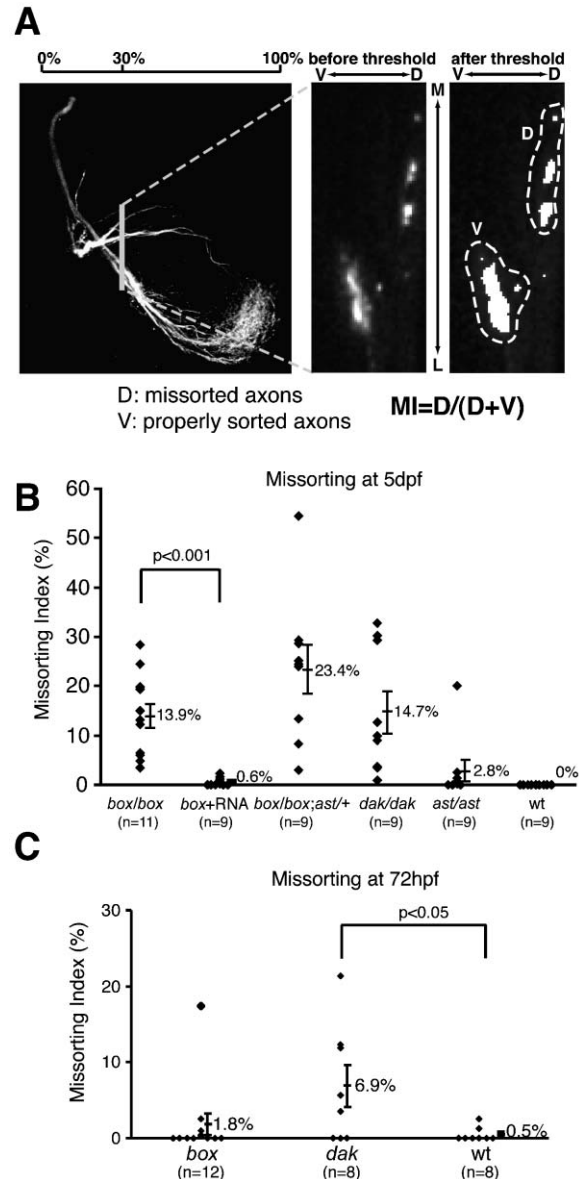 A
0% 30% 100%
before threshold after threshold
V D V D
M
D
V
L
D: missorted axons
V: properly sorted axons
MI=D/(D+V)
B
Missorting at 5dpf
Missorting Index (%)
60
50
40
30
20
10
0
p<0.001
13.9%
0.6%
23.4%
14.7%
2.8%
0%
box/box box+RNA box/box;ast/+ dak/dak ast/ast wt
(n=11) (n=9) (n=9) (n=9) (n=9) (n=9)
C
Missorting at 72hpf
Missorting Index (%)
30
20
10
0
p<0.05
1.8%
6.9%
0.5%
box dak wt
(n=12) (n=8) (n=8)